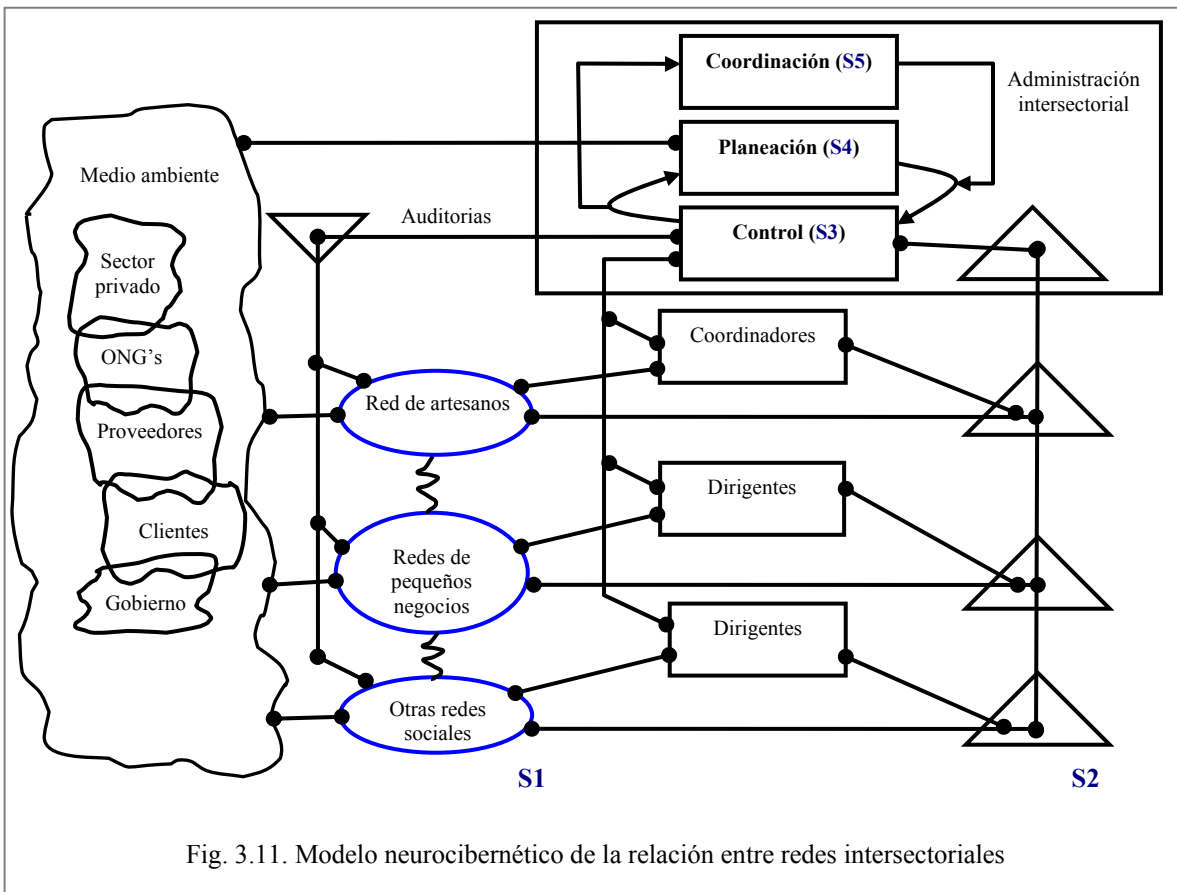 Coordinación (S5)
Administración
intersectorial
Planeación (S4)
Medio ambiente
Auditorias
Control (S3)
Sector
privado
Coordinadores
ONG's
Red de artesanos
Proveedores
Dirigentes
Clientes
Redes de
pequeños
negocios
Gobierno
Dirigentes
Otras redes
sociales
S1
S2
Fig. 3.11. Modelo neurocibernético de la relación entre redes intersectoriales